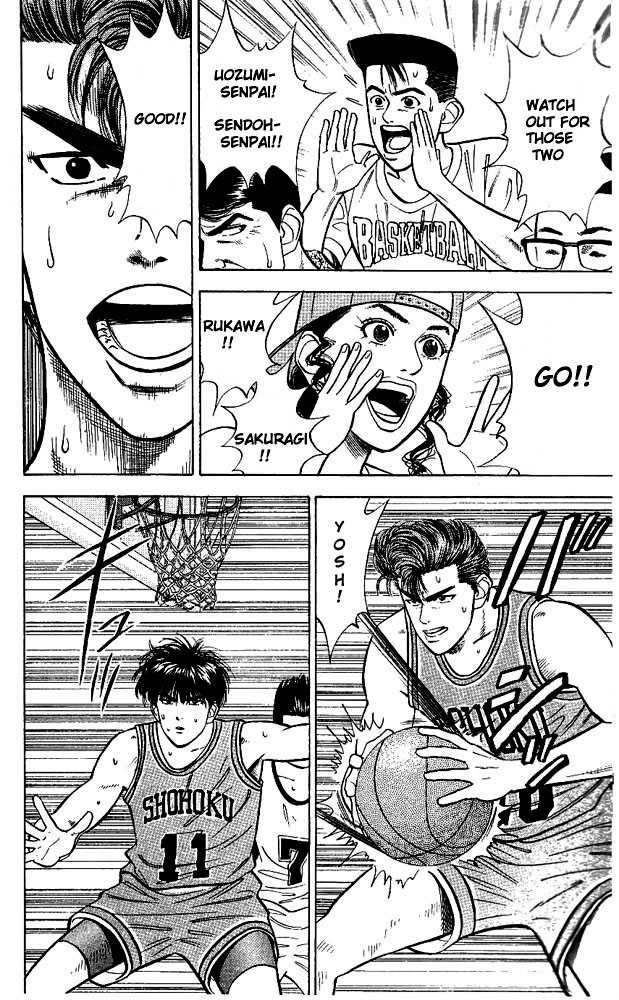 WATCH
OUT FOR
THOSE
TWO
UOZUMI-
SENPAI!
SENDOH-
SENPAI!!
BASKETBALL
GOOD!!
GO!!
RUKAWA
!!
SAKURAGI
!!
YOSH!
SHOHOKU
11
7